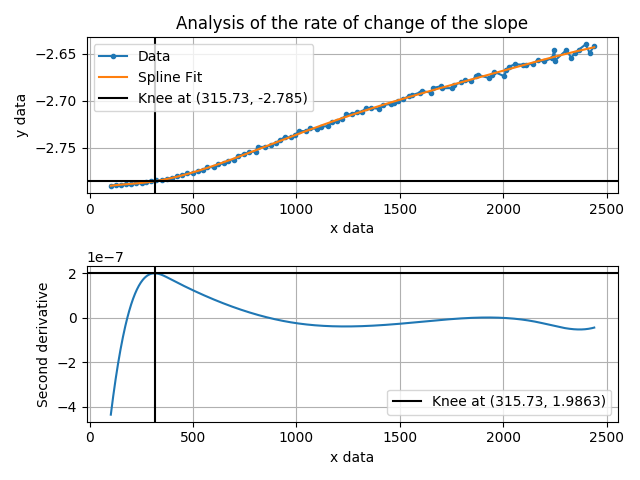 Analysis of the rate of change of the slope
Data
Spline Fit
Knee at (315.73, -2.785)
y data
−2.65
−2.70
−2.75
0 500 1000 1500 2000 2500
x data
1e−7
Second derivative
2
0
−2
−4
Knee at (315.73, 1.9863)
0 500 1000 1500 2000 2500
x data